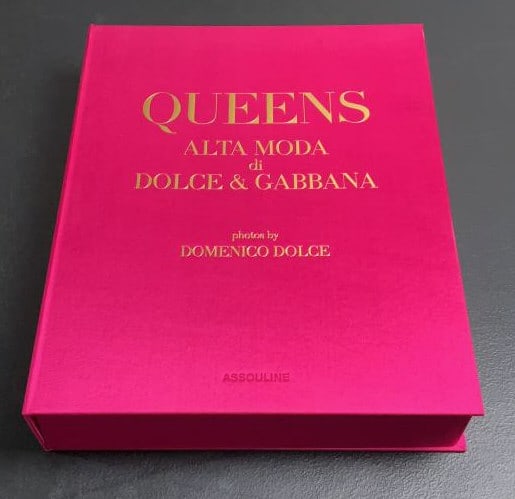 QUEENS
ALTA MODA
di
DOLCE & GABBANA
photos by
DOMENICO DOLCE
ASSOULINE